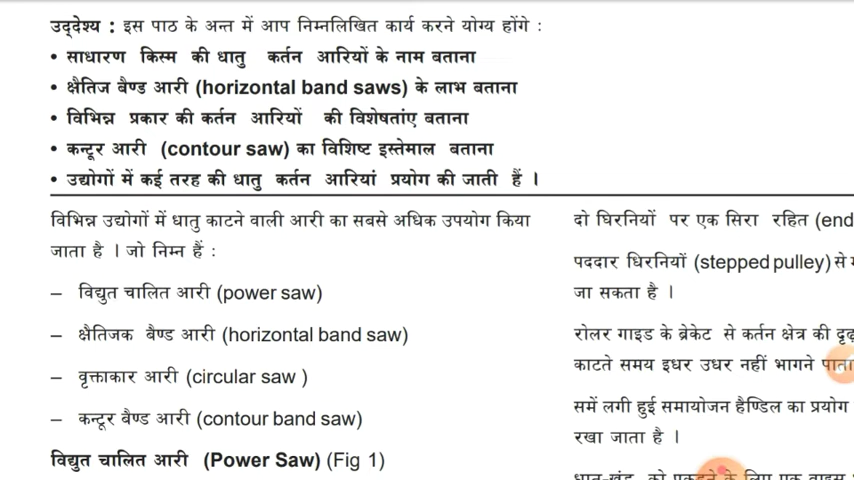 उद्देश्य : इस पाठ के अन्त में आप निम्नलिखित कार्य करने योग्य होंगे :
• साधारण किस्म की धातु कर्तन आरियों के नाम बताना
• क्षैतिज बैण्ड आरी (horizontal band saws) के लाभ बताना
• विभिन्न प्रकार की कर्तन आरियों की विशेषतांए बताना
• कन्टूर आरी (contour saw) का विशिष्ट इस्तेमाल बताना
• उद्योगों में कई तरह की धातु कर्तन आरियां प्रयोग की जाती हैं ।
विभिन्न उद्योगों में धातु काटने वाली आरी का सबसे अधिक उपयोग किया
जाता है । जो निम्न हैं :
– विद्युत चालित आरी (power saw)
– क्षैतिजक बैण्ड आरी (horizontal band saw)
– वृक्ताकार आरी (circular saw )
– कन्टूर बैण्ड आरी (contour band saw)
विद्युत चालित आरी (Power Saw) (Fig 1)
दो घिरनियों पर एक सिरा रहित (end
पददार धिरनियों (stepped pulley) से
जा सकता है ।
रोलर गाइड के ब्रेकेट से कर्तन क्षेत्र की
काटते समय इधर उधर नहीं भागने पाता
समें लगी हुई समायोजन हैण्डिल का प्रयोग
रखा जाता है ।
को पकड़ने के लिए एक वाइस